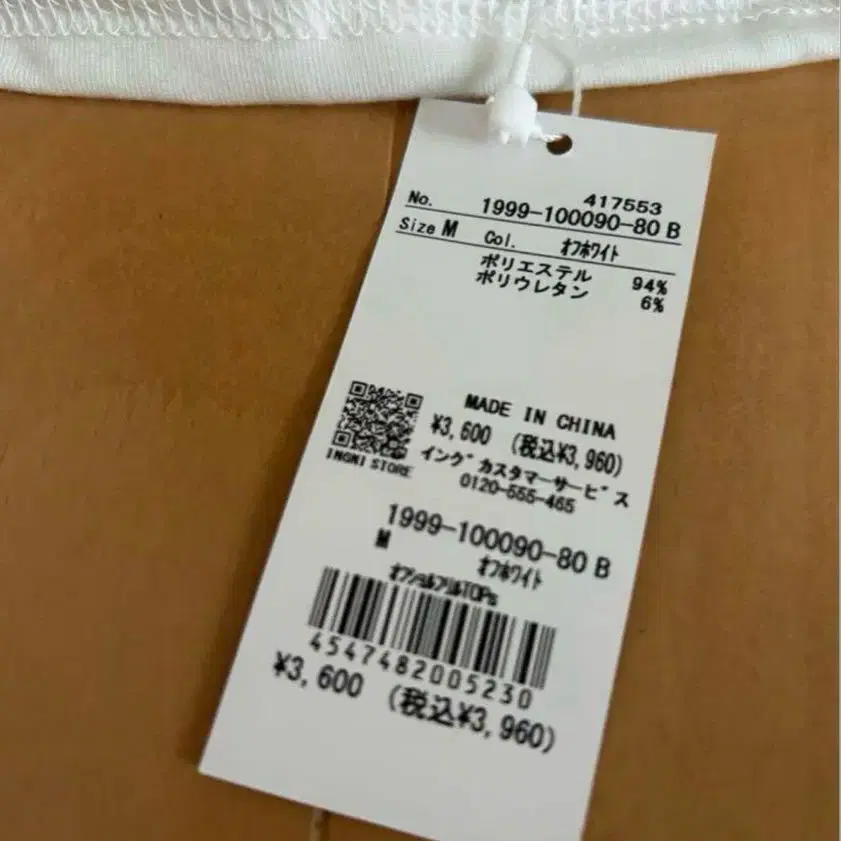 417553
No. 1999-100090-80 B
Size M Col. ｵﾌﾎﾜｲﾄ
ポリエステル 94%
ポリウレタン 6%
MADE IN CHINA
¥3,600 (税込¥3,960)
INGNI STORE
イング カスタマーサービス
0120-555-465
1999-100090-80 B
M ｵﾌﾎﾜｲﾄ
4547482005230
¥3,600 (税込¥3,960)